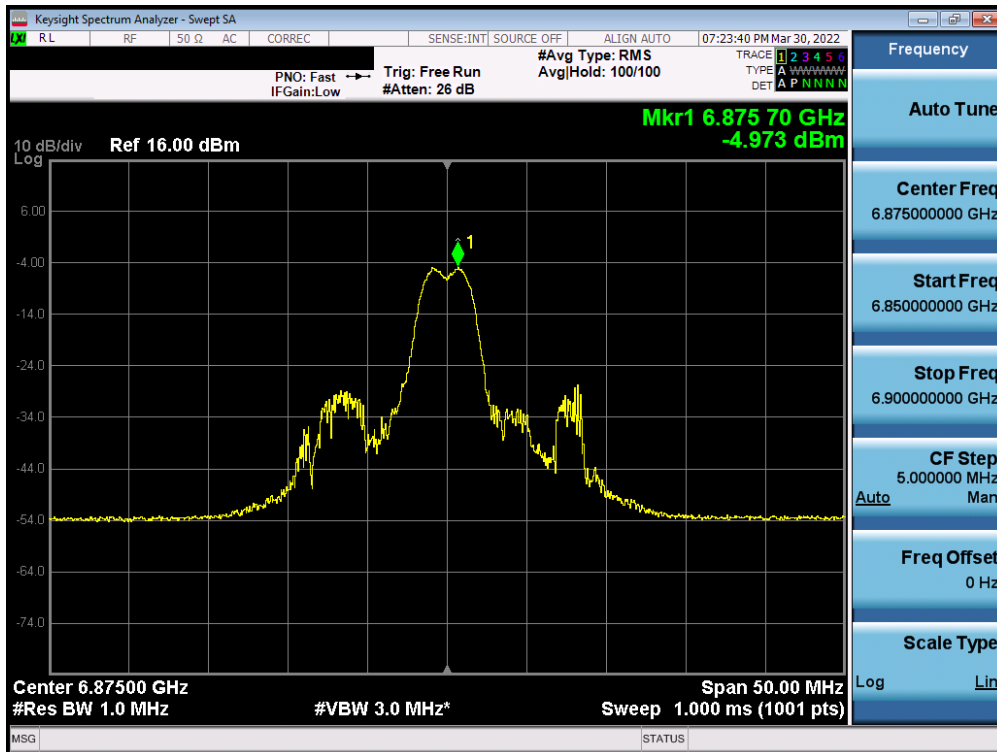 Keysight Spectrum Analyzer - Swept SA
LXI RL RF 50 Ω AC CORREC SENSE:INT SOURCE OFF ALIGN AUTO 07:23:40 PM Mar 30, 2022
PNO: Fast Trig: Free Run #Avg Type: RMS TRACE 1 2 3 4 5 6
IFGain:Low #Atten: 26 dB Avg|Hold: 100/100 TYPE A WWWWW
DET A P N N N N
Mkr1 6.875 70 GHz
-4.973 dBm
10 dB/div Ref 16.00 dBm
Log
6.00
1
-4.00
-14.0
-24.0
-34.0
-44.0
-54.0
-64.0
-74.0
Center 6.87500 GHz Span 50.00 MHz
#Res BW 1.0 MHz #VBW 3.0 MHz* Sweep 1.000 ms (1001 pts)
MSG STATUS
Frequency
Auto Tune
Center Freq
6.875000000 GHz
Start Freq
6.850000000 GHz
Stop Freq
6.900000000 GHz
CF Step
5.000000 MHz
Auto Man
Freq Offset
0 Hz
Scale Type
Log Lin